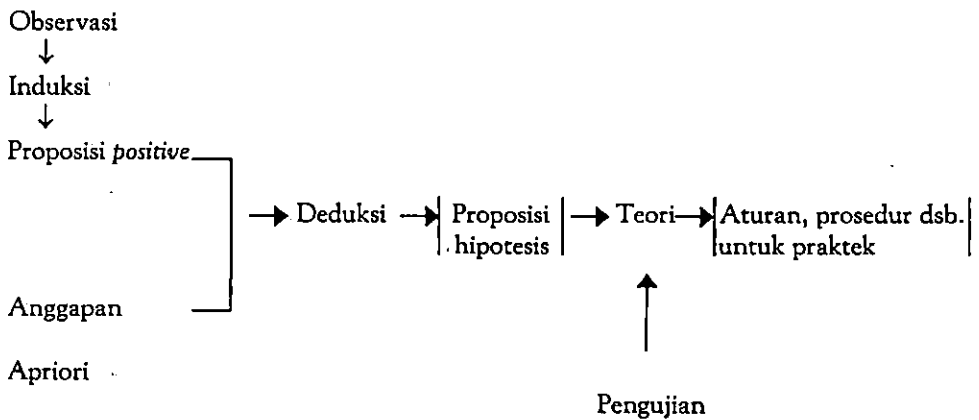 Observasi
Induksi
Proposisi positive
Deduksi
Proposisi
hipotesis
Teori
Aturan, prosedur dsb.
untuk praktek
Anggapan
Apriori
Pengujian